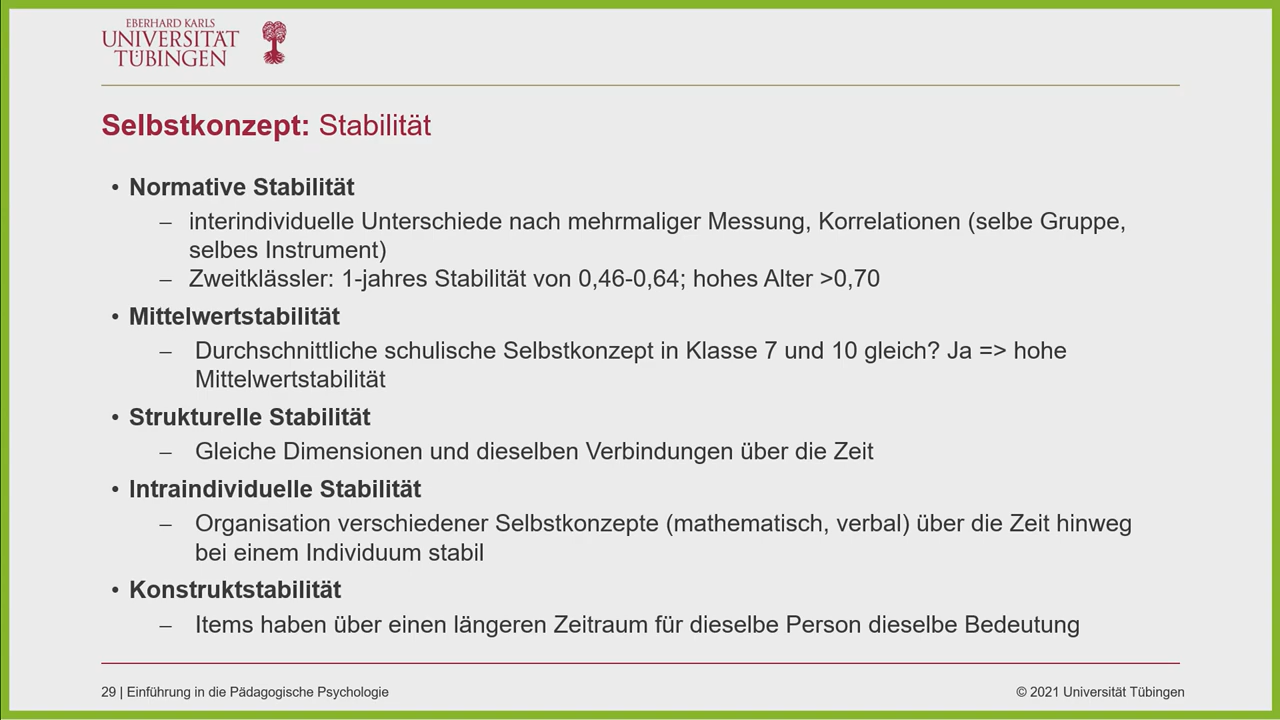 EBERHARD KARLS
UNIVERSITÄT
TÜBINGEN
Selbstkonzept: Stabilität
• Normative Stabilität
– interindividuelle Unterschiede nach mehrmaliger Messung, Korrelationen (selbe Gruppe,
selbes Instrument)
– Zweitklässler: 1-jahres Stabilität von 0,46-0,64; hohes Alter >0,70
• Mittelwertstabilität
– Durchschnittliche schulische Selbstkonzept in Klasse 7 und 10 gleich? Ja => hohe
Mittelwertstabilität
• Strukturelle Stabilität
– Gleiche Dimensionen und dieselben Verbindungen über die Zeit
• Intraindividuelle Stabilität
– Organisation verschiedener Selbstkonzepte (mathematisch, verbal) über die Zeit hinweg
bei einem Individuum stabil
• Konstruktstabilität
– Items haben über einen längeren Zeitraum für dieselbe Person dieselbe Bedeutung
29 | Einführung in die Pädagogische Psychologie
© 2021 Universität Tübingen